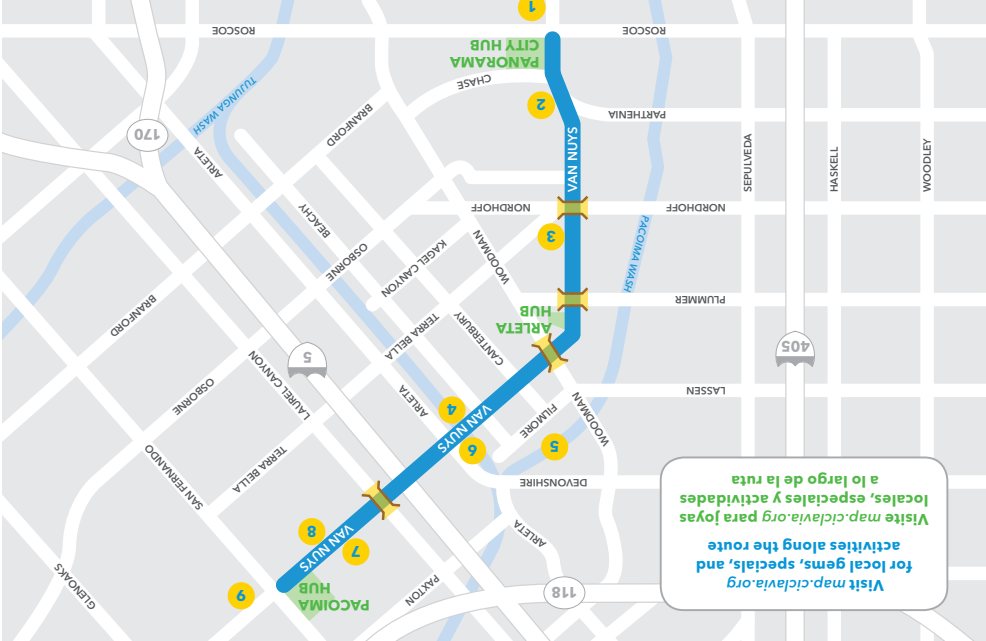 Visit map.ciclavia.org
for local gems, specials, and
activities along the route
Visite map.ciclavia.org para joyas
locales, especiales y actividades
a lo largo de la ruta
118
PAXTON
PACOIMA
HUB
9
GLENOAKS
VAN NUYS
7
8
ARLETA
DEVONSHIRE
SAN FERNANDO
TERRA BELLA
5
6
4
VAN NUYS
FILMORE
WOODMAN
LASSEN
ARLETA
OSBORNE
LAUREL CANYON
405
5
CANTERBURY
TERRA BELLA
ARLETA
HUB
BRANFORD
PLUMMER
PACOIMA WASH
WOODMAN
KAGEL CANYON
OSBORNE
3
BEACHY
NORDHOFF
NORDHOFF
WOODLEY
HASKELL
SEPULVEDA
VAN NUYS
ARLETA
170
BRANFORD
PARTHENIA
2
CHASE
TUJUNGA WASH
PANORAMA
CITY HUB
ROSCOE
ROSCOE
1